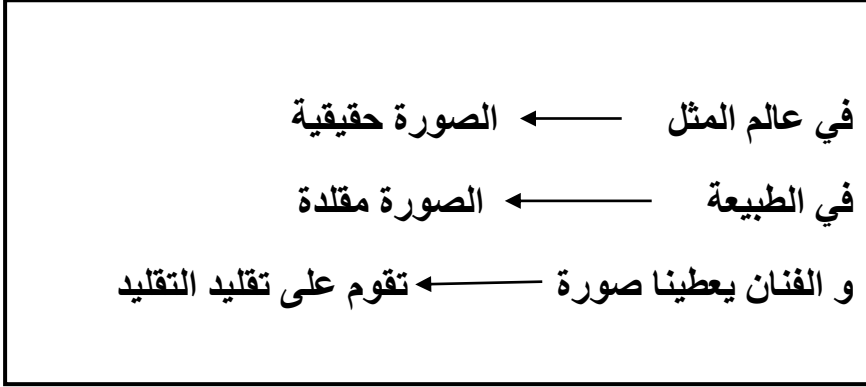 في عالم المثل ← الصورة حقيقية
في الطبيعة ← الصورة مقلدة
و الفنان يعطينا صورة ← تقوم على تقليد التقليد